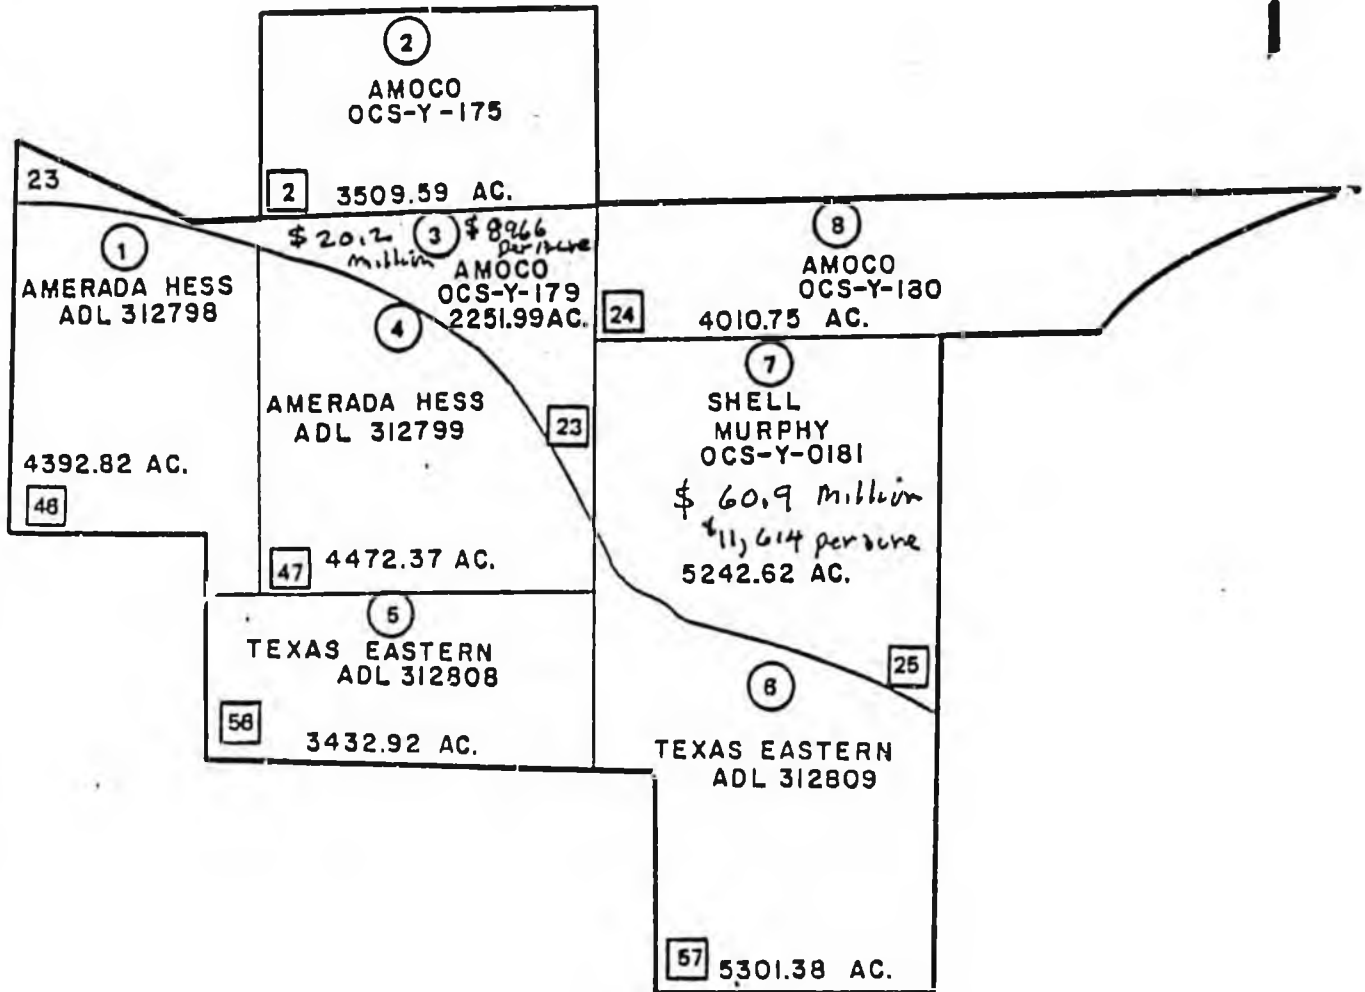 2
AMOCO
OCS-Y-175
2 3509.59 AC.
23
1
AMERADA HESS
ADL 312798
4392.82 AC.
48
$20.2 million
3
$8966 per acre
AMOCO
OCS-Y-179
2251.99 AC.
4
AMERADA HESS
ADL 312799
23
47 4472.37 AC.
8
AMOCO
OCS-Y-180
24 4010.75 AC.
7
SHELL
MURPHY
OCS-Y-0181
$ 60.9 Million
$11,614 per acre
5242.62 AC.
25
5
TEXAS EASTERN
ADL 312808
56
3432.92 AC.
6
TEXAS EASTERN
ADL 312809
57 5301.38 AC.